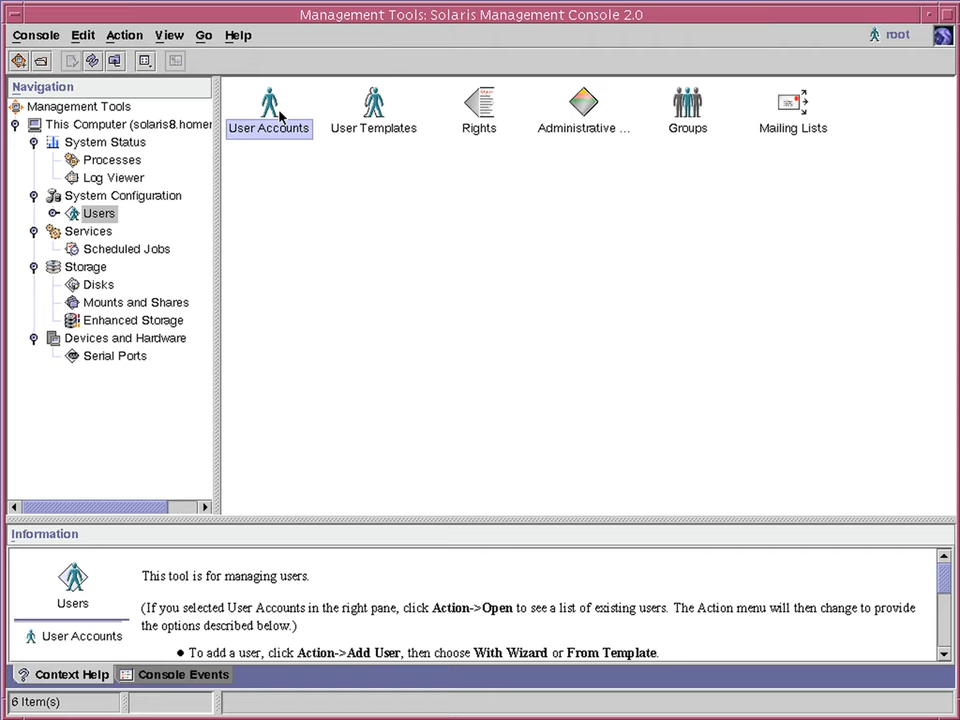 Management Tools: Solaris Management Console 2.0
Console Edit Action View Go Help root
Navigation
Management Tools
This Computer (solaris8.homer
System Status
Processes
Log Viewer
System Configuration
Users
Services
Scheduled Jobs
Storage
Disks
Mounts and Shares
Enhanced Storage
Devices and Hardware
Serial Ports
User Accounts User Templates Rights Administrative ... Groups Mailing Lists
Information
Users
User Accounts
This tool is for managing users.
(If you selected User Accounts in the right pane, click Action->Open to see a list of existing users. The Action menu will then change to provide
the options described below.)
● To add a user, click Action->Add User, then choose With Wizard or From Template.
Context Help Console Events
6 Item(s)